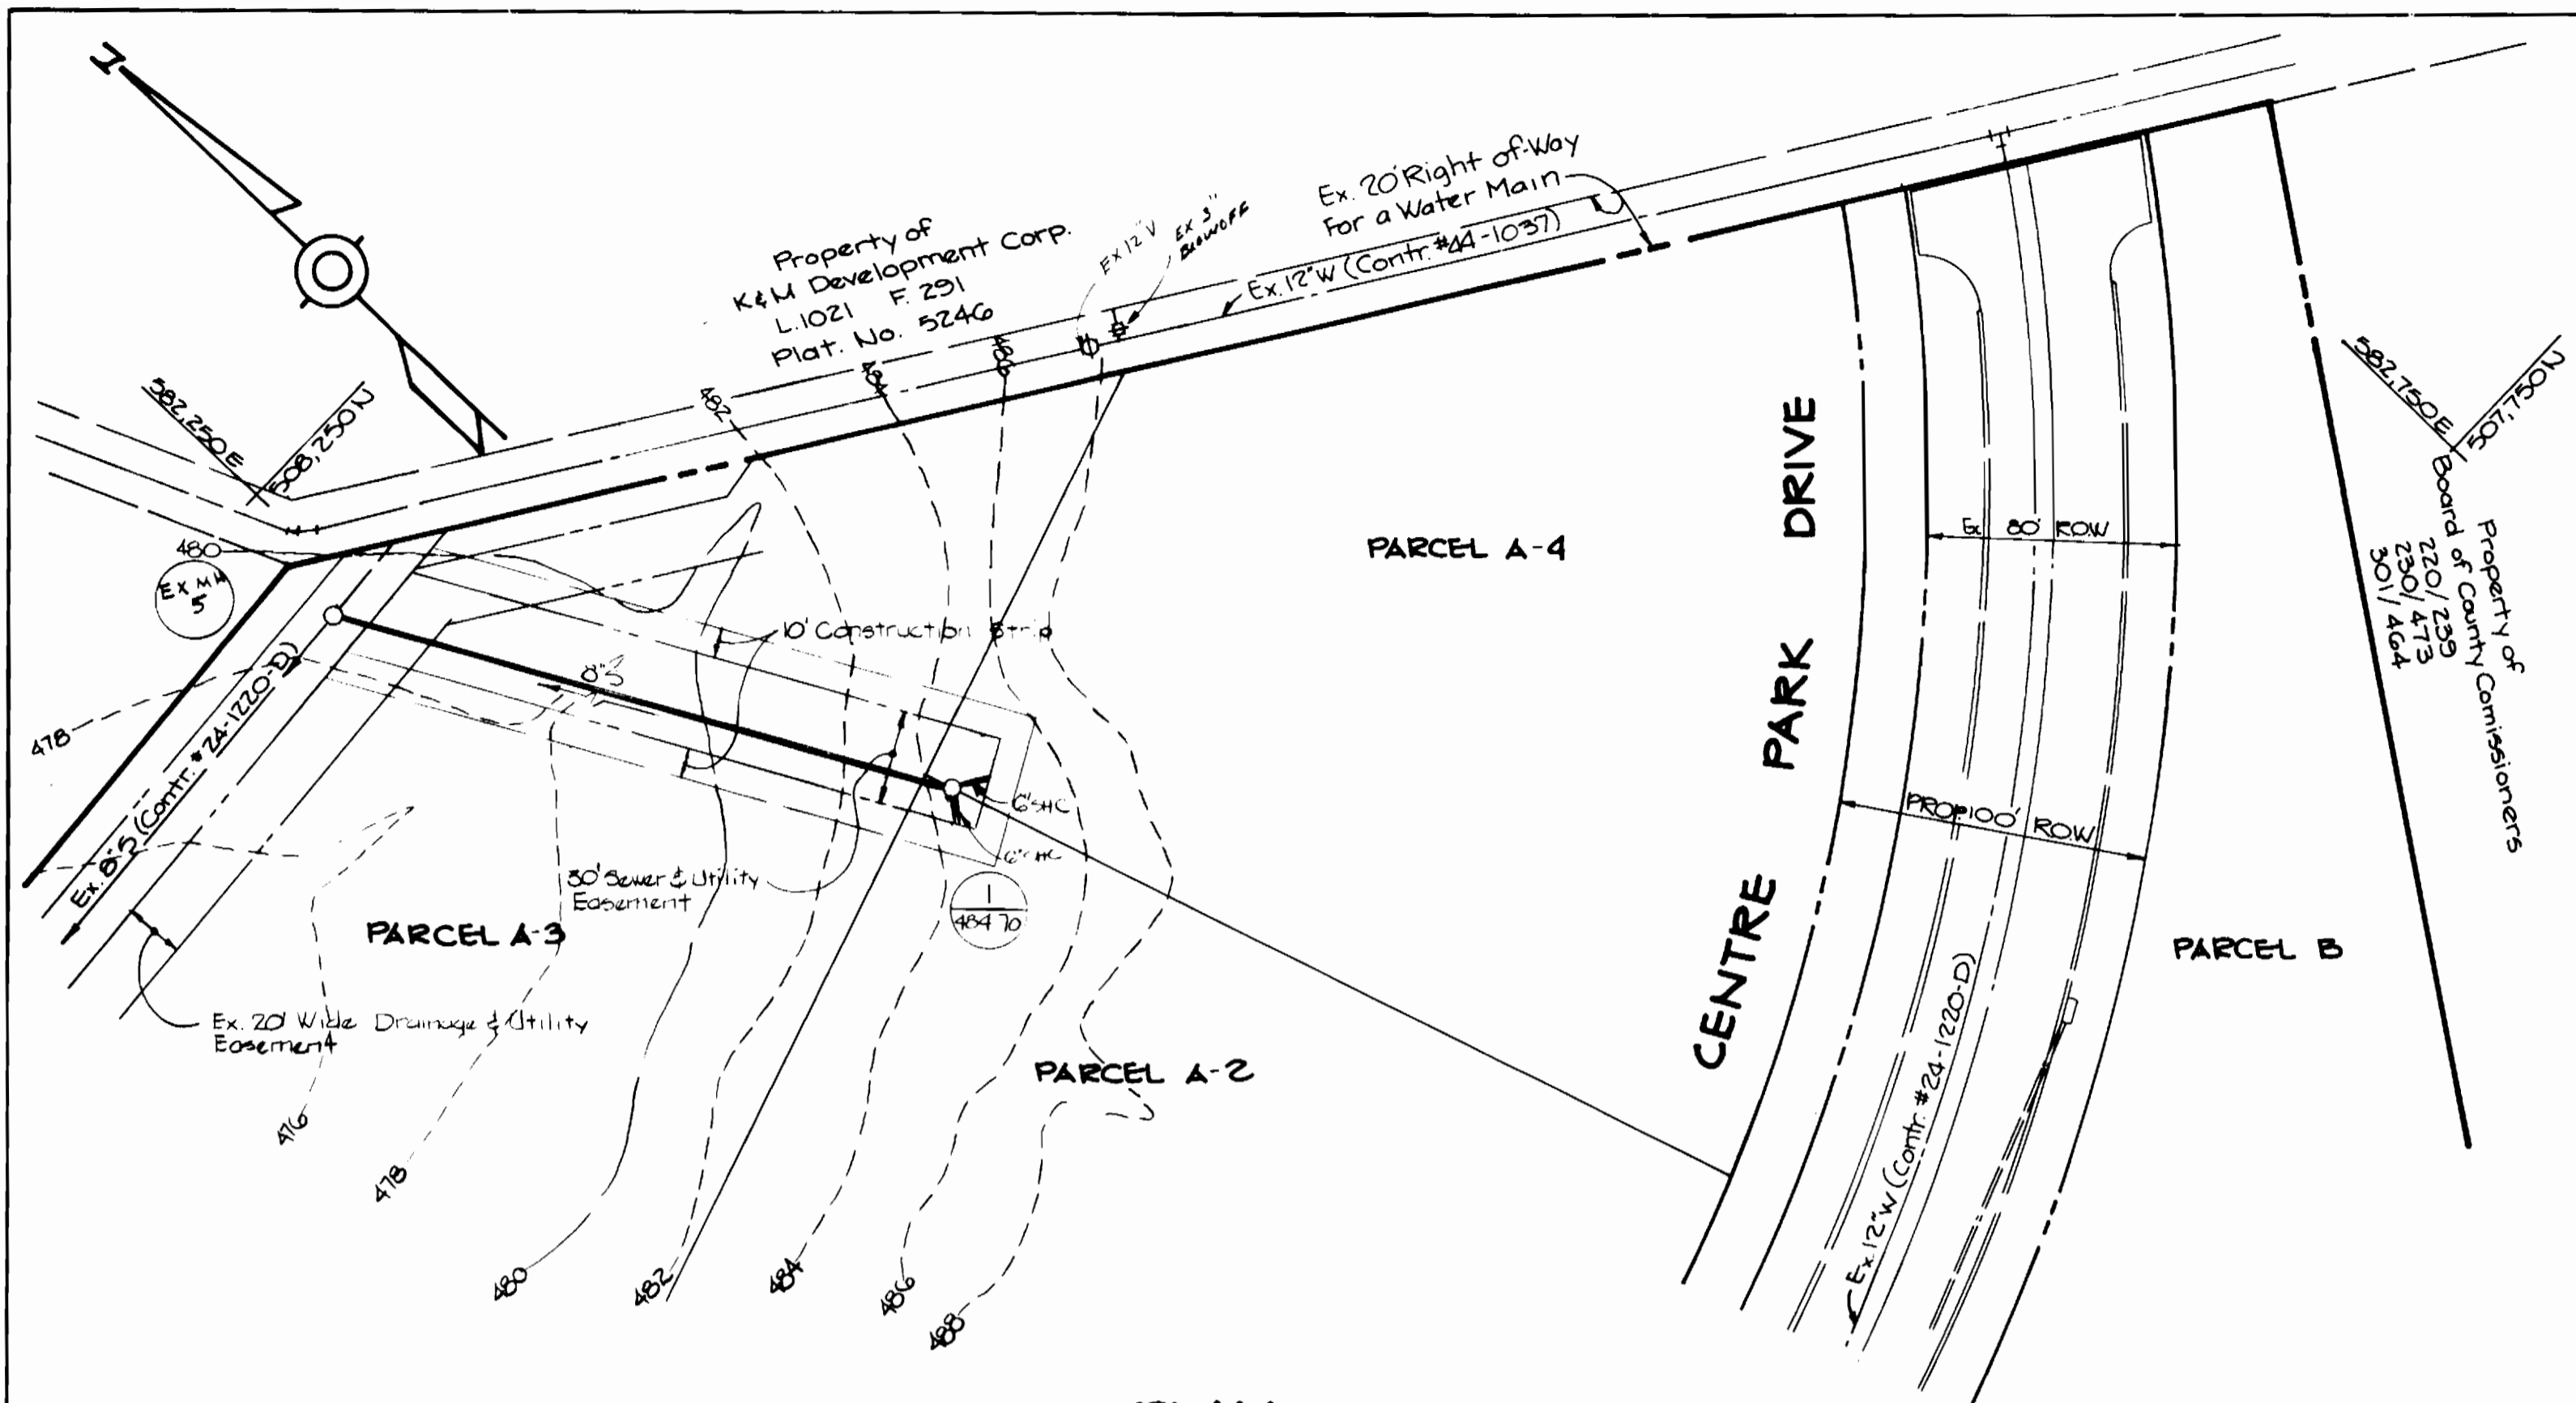 N
Property of
K&M Development Corp.
L.1021 F. 291
Plat. No. 5246
Ex 12" V
Ex 3"
BLOWOFF
Ex. 20' Right of-Way
For a Water Main
Ex. 12"W (Contr. #44-1037)
582,250 E
508,250 N
582,750 E
507,750 N
Property of
Board of County Comissioners
220/239
230/473
301/464
482
484
486
480
EX MH
5
10' Construction Strip
8"S
478
Ex. 8"S (Contr. #24-1220-D)
6" SHC
6" SHC
30' Sewer & Utility
Easement
1
484 70
PARCEL A-3
PARCEL A-4
PARCEL A-2
PARCEL B
CENTRE PARK DRIVE
Ex 80' R.O.W
PROP 100' ROW
Ex. 12"W (Contr. #24-1220-D)
Ex. 20' Wide Drainage & Utility
Easement
476
478
480
482
484
486
488